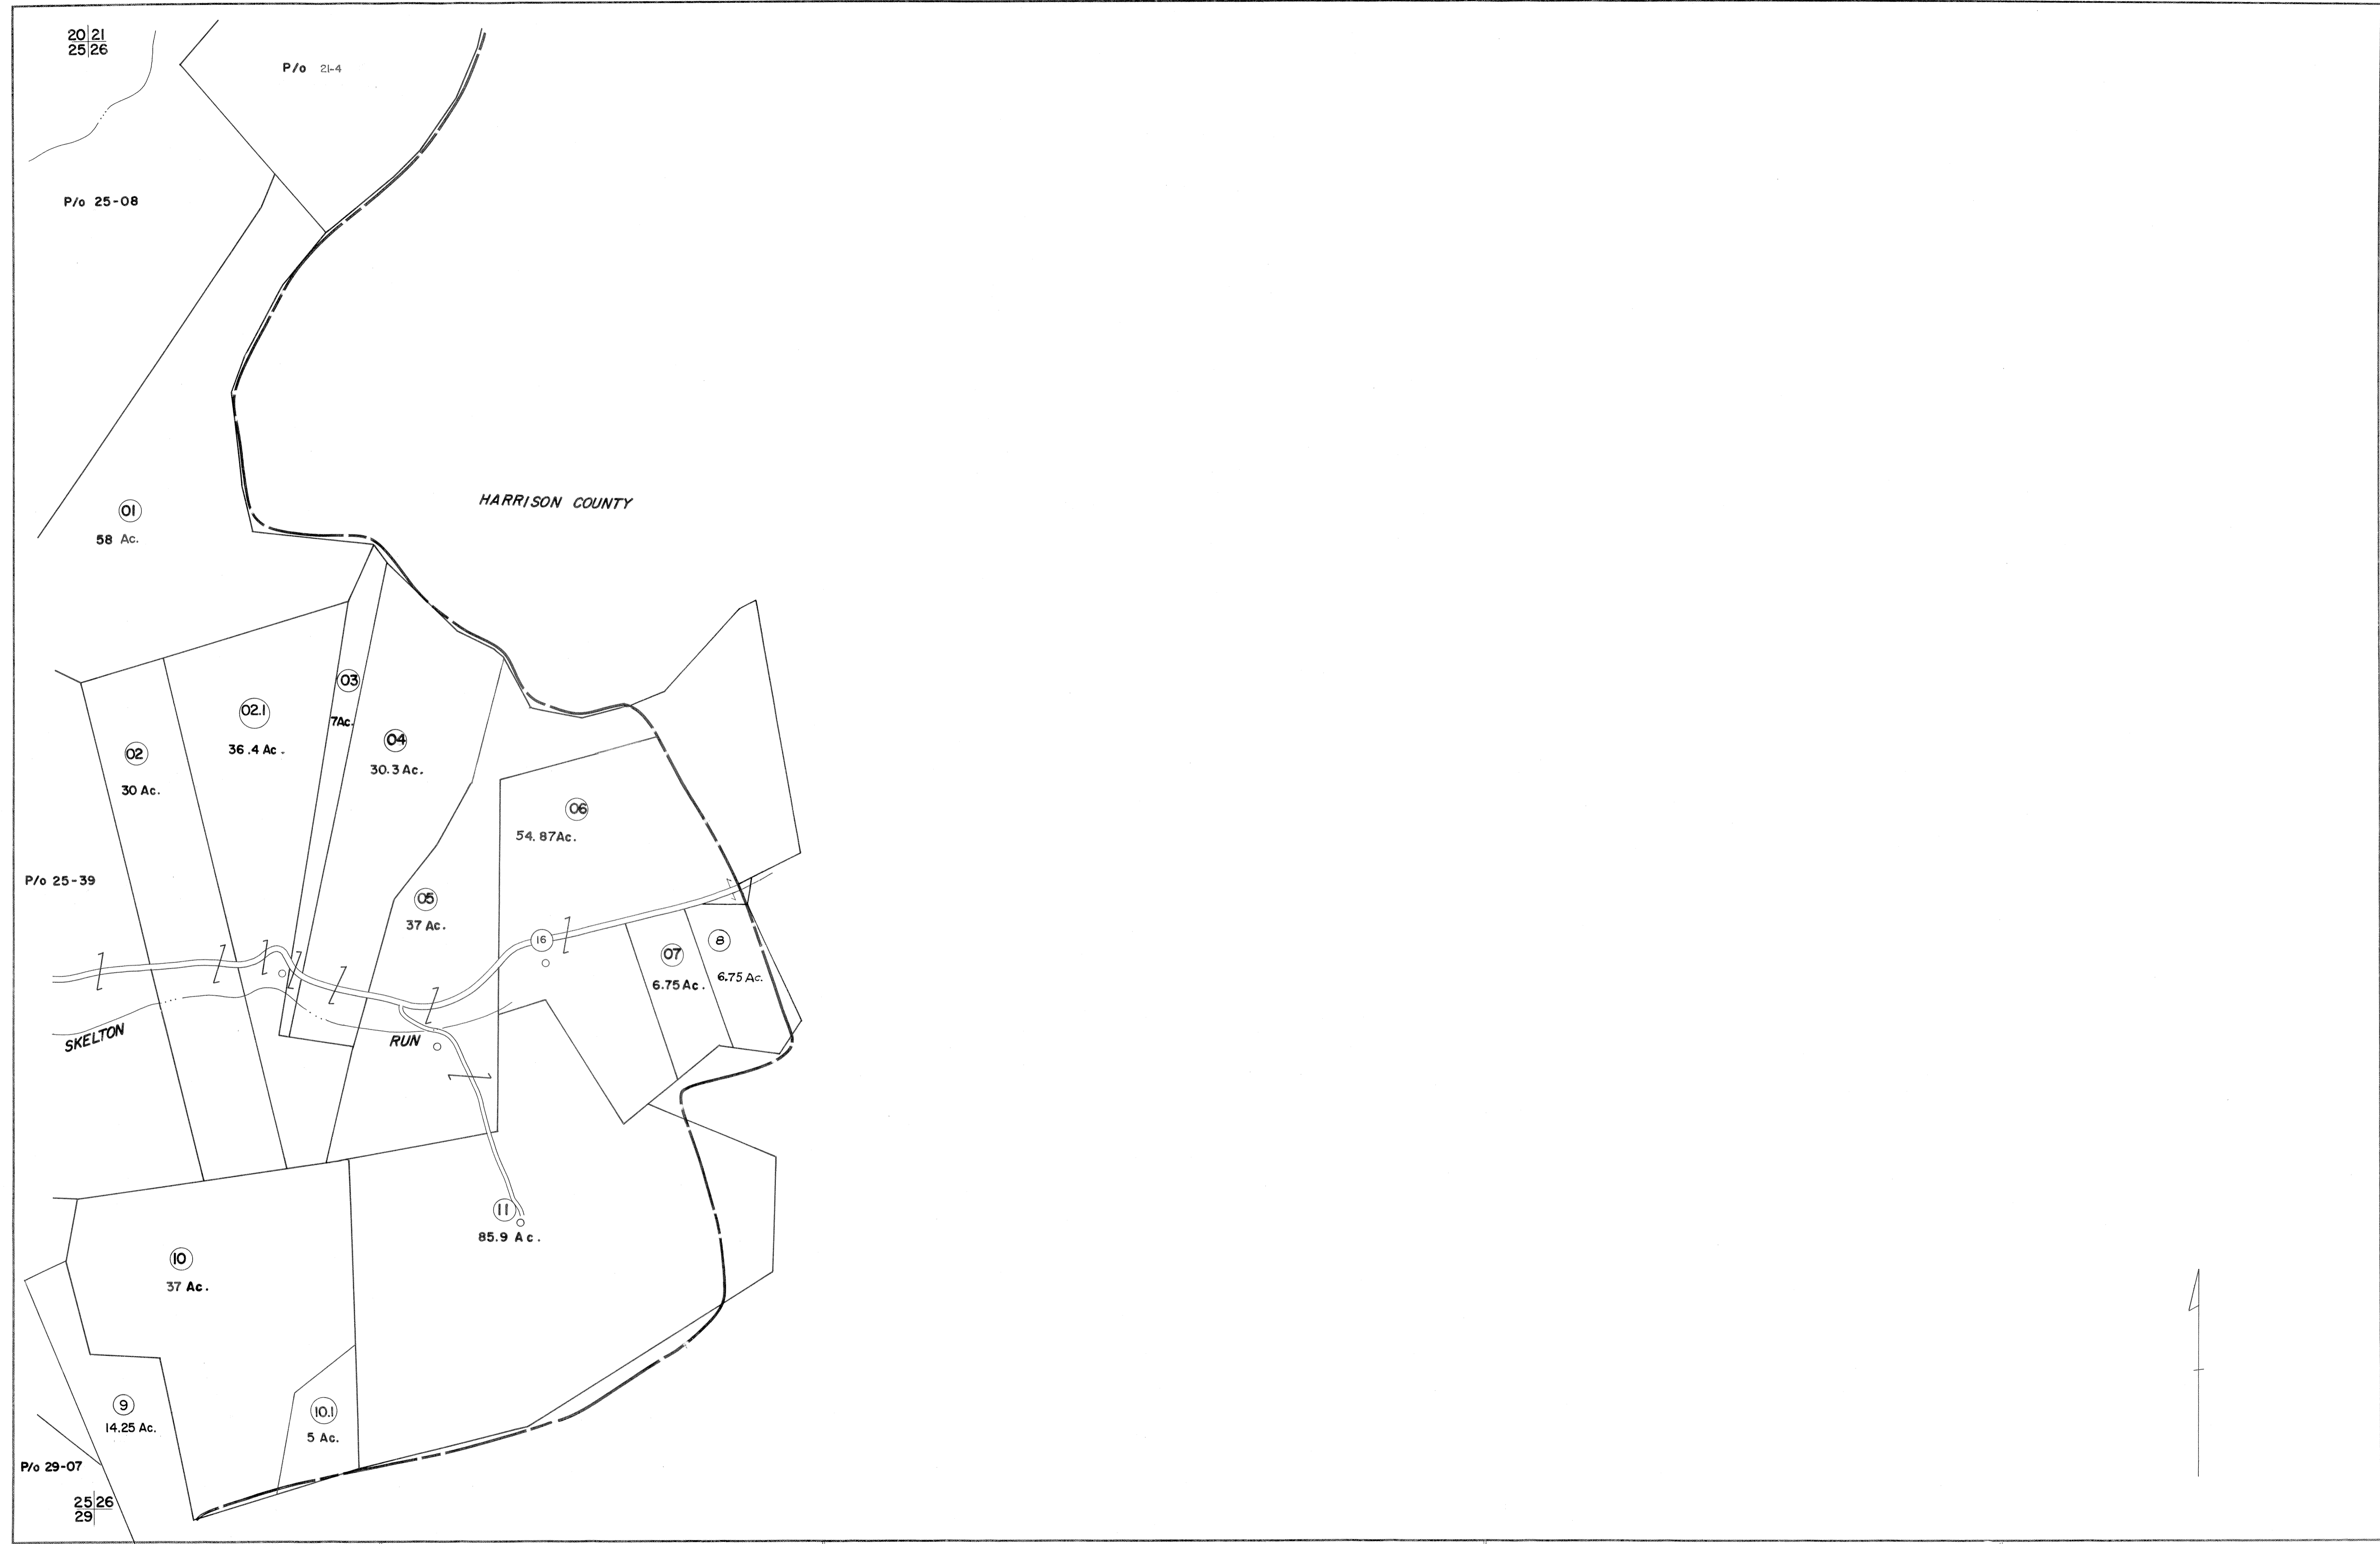 20 21
25 26
P/o 21-4
P/o 25-08
HARRISON COUNTY
01
58 Ac.
03
7Ac.
02.1
36.4 Ac.
04
30.3 Ac.
02
30 Ac.
06
54.87Ac.
P/o 25-39
05
37 Ac.
16
07
6.75 Ac.
8
6.75 Ac.
SKELTON RUN
11
85.9 Ac.
10
37 Ac.
9
14.25 Ac.
10.1
5 Ac.
P/o 29-07
25 26
29